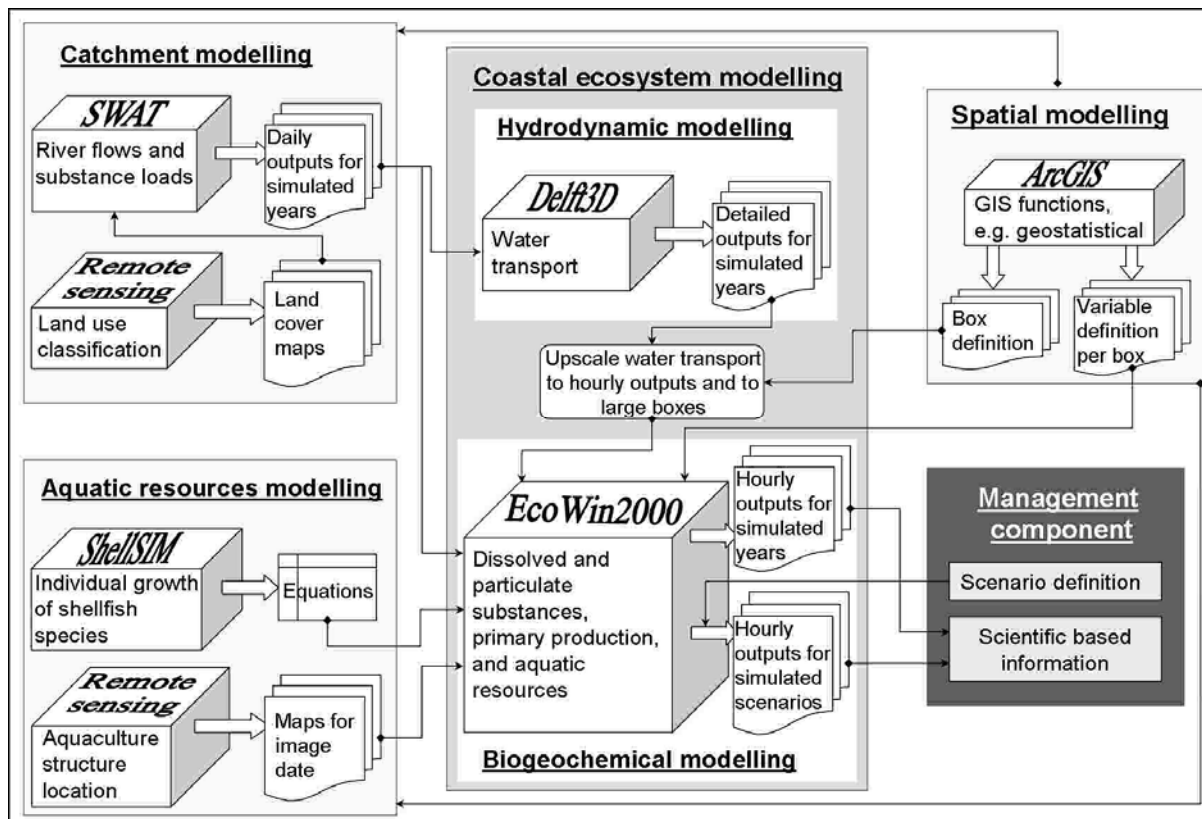 Catchment modelling
SWAT
River flows and
substance loads
Daily
outputs for
simulated
years
Remote
sensing
Land use
classification
Land
cover
maps
Aquatic resources modelling
ShellSIM
Individual growth
of shellfish
species
Equations
Remote
sensing
Aquaculture
structure
location
Maps for
image
date
Coastal ecosystem modelling
Hydrodynamic modelling
Delft3D
Water
transport
Detailed
outputs for
simulated
years
Upscale water transport
to hourly outputs and to
large boxes
EcoWin2000
Dissolved and
particulate
substances,
primary production,
and aquatic
resources
Hourly
outputs for
simulated
years
Hourly
outputs for
simulated
scenarios
Biogeochemical modelling
Spatial modelling
ArcGIS
GIS functions,
e.g. geostatistical
Box
definition
Variable
definition
per box
Management
component
Scenario definition
Scientific based
information